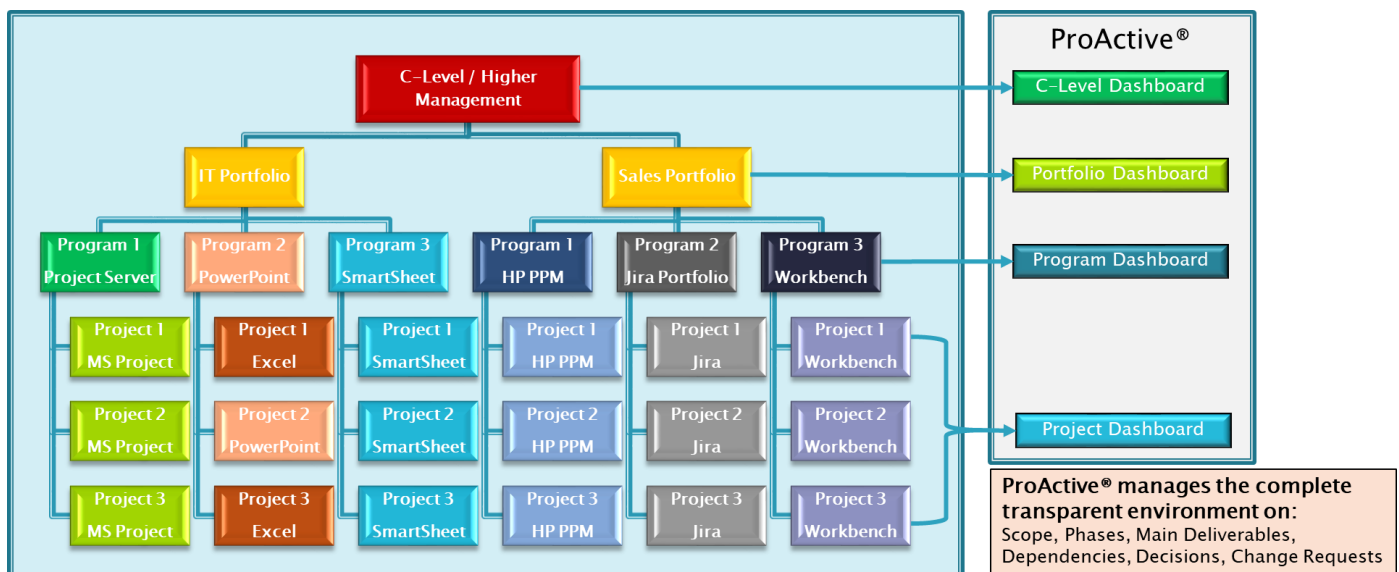 ProActive®
C-Level / Higher
Management
C-Level Dashboard
IT Portfolio
Sales Portfolio
Portfolio Dashboard
Program 1
Project Server
Program 2
PowerPoint
Program 3
SmartSheet
Program 1
HP PPM
Program 2
Jira Portfolio
Program 3
Workbench
Program Dashboard
Project 1
MS Project
Project 1
Excel
Project 1
SmartSheet
Project 1
HP PPM
Project 1
Jira
Project 1
Workbench
Project 2
MS Project
Project 2
PowerPoint
Project 2
SmartSheet
Project 2
HP PPM
Project 2
Jira
Project 2
Workbench
Project Dashboard
Project 3
MS Project
Project 3
Excel
Project 3
SmartSheet
Project 3
HP PPM
Project 3
Jira
Project 3
Workbench
ProActive® manages the complete
transparent environment on:
Scope, Phases, Main Deliverables,
Dependencies, Decisions, Change Requests